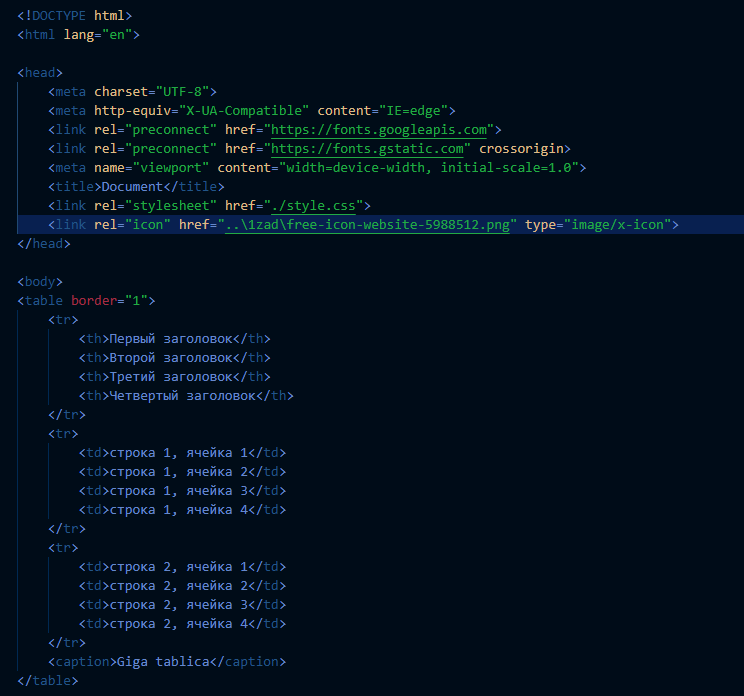 <!DOCTYPE html>
<html lang="en">
<head>
<meta charset="UTF-8">
<meta http-equiv="X-UA-Compatible" content="IE=edge">
<link rel="preconnect" href="https://fonts.googleapis.com">
<link rel="preconnect" href="https://fonts.gstatic.com" crossorigin>
<meta name="viewport" content="width=device-width, initial-scale=1.0">
<title>Document</title>
<link rel="stylesheet" href="./style.css">
<link rel="icon" href="..\1zad\free-icon-website-5988512.png" type="image/x-icon">
</head>
<body>
<table border="1">
<tr>
<th>Первый заголовок</th>
<th>Второй заголовок</th>
<th>Третий заголовок</th>
<th>Четвертый заголовок</th>
</tr>
<tr>
<td>строка 1, ячейка 1</td>
<td>строка 1, ячейка 2</td>
<td>строка 1, ячейка 3</td>
<td>строка 1, ячейка 4</td>
</tr>
<tr>
<td>строка 2, ячейка 1</td>
<td>строка 2, ячейка 2</td>
<td>строка 2, ячейка 3</td>
<td>строка 2, ячейка 4</td>
</tr>
<caption>Giga tablica</caption>
</table>